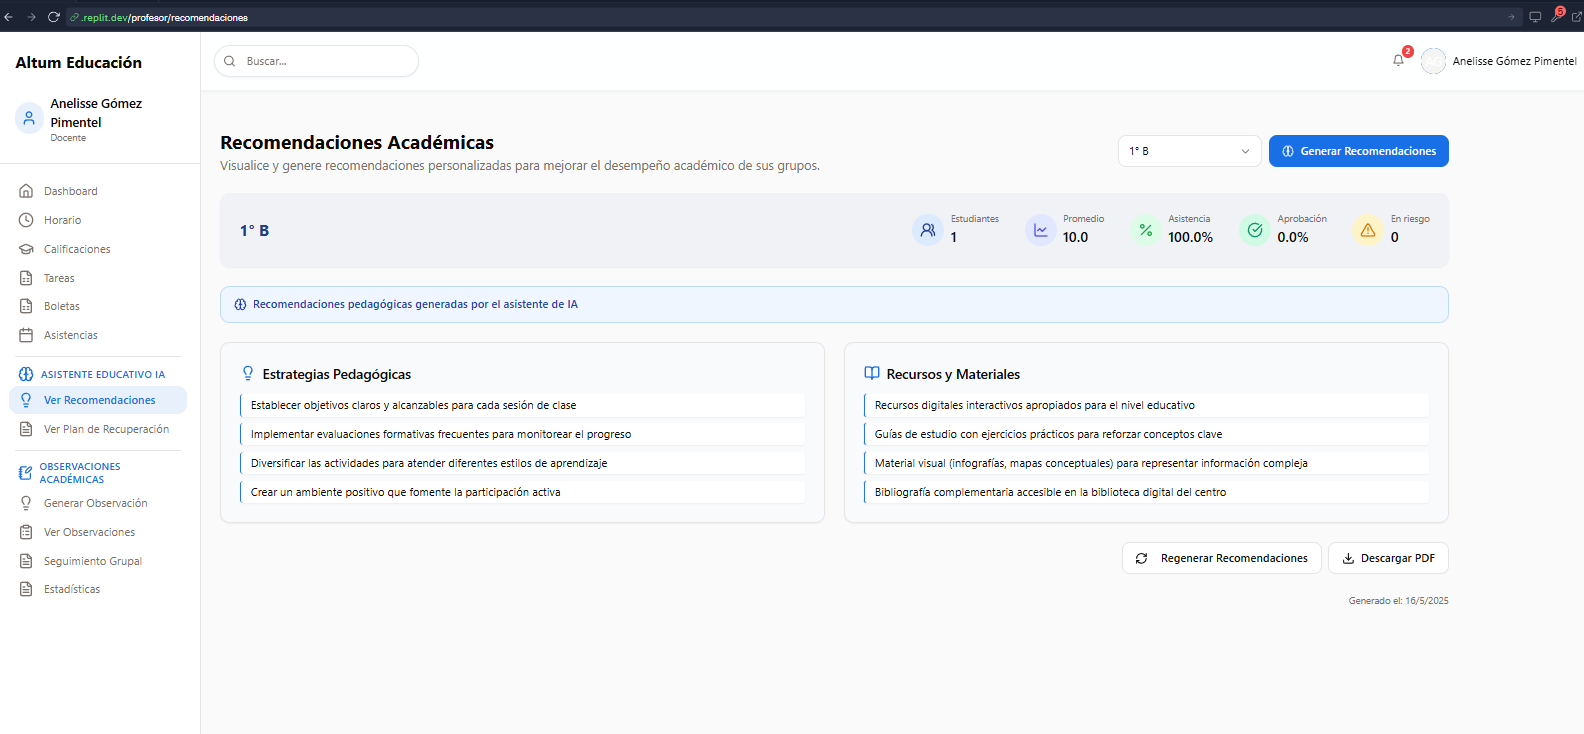 .replit.dev/profesor/recomendaciones
5
Altum Educación
Buscar...
2
Anelisse Gómez Pimentel
Anelisse Gómez
Pimentel
Docente
Dashboard
Horario
Calificaciones
Tareas
Boletas
Asistencias
ASISTENTE EDUCATIVO IA
Ver Recomendaciones
Ver Plan de Recuperación
OBSERVACIONES
ACADÉMICAS
Generar Observación
Ver Observaciones
Seguimiento Grupal
Estadísticas
Recomendaciones Académicas
Visualice y genere recomendaciones personalizadas para mejorar el desempeño académico de sus grupos.
1° B
Generar Recomendaciones
1° B
Estudiantes
1
Promedio
10.0
Asistencia
100.0%
Aprobación
0.0%
En riesgo
0
Recomendaciones pedagógicas generadas por el asistente de IA
Estrategias Pedagógicas
Establecer objetivos claros y alcanzables para cada sesión de clase
Implementar evaluaciones formativas frecuentes para monitorear el progreso
Diversificar las actividades para atender diferentes estilos de aprendizaje
Crear un ambiente positivo que fomente la participación activa
Recursos y Materiales
Recursos digitales interactivos apropiados para el nivel educativo
Guías de estudio con ejercicios prácticos para reforzar conceptos clave
Material visual (infografías, mapas conceptuales) para representar información compleja
Bibliografía complementaria accesible en la biblioteca digital del centro
Regenerar Recomendaciones
Descargar PDF
Generado el: 16/5/2025